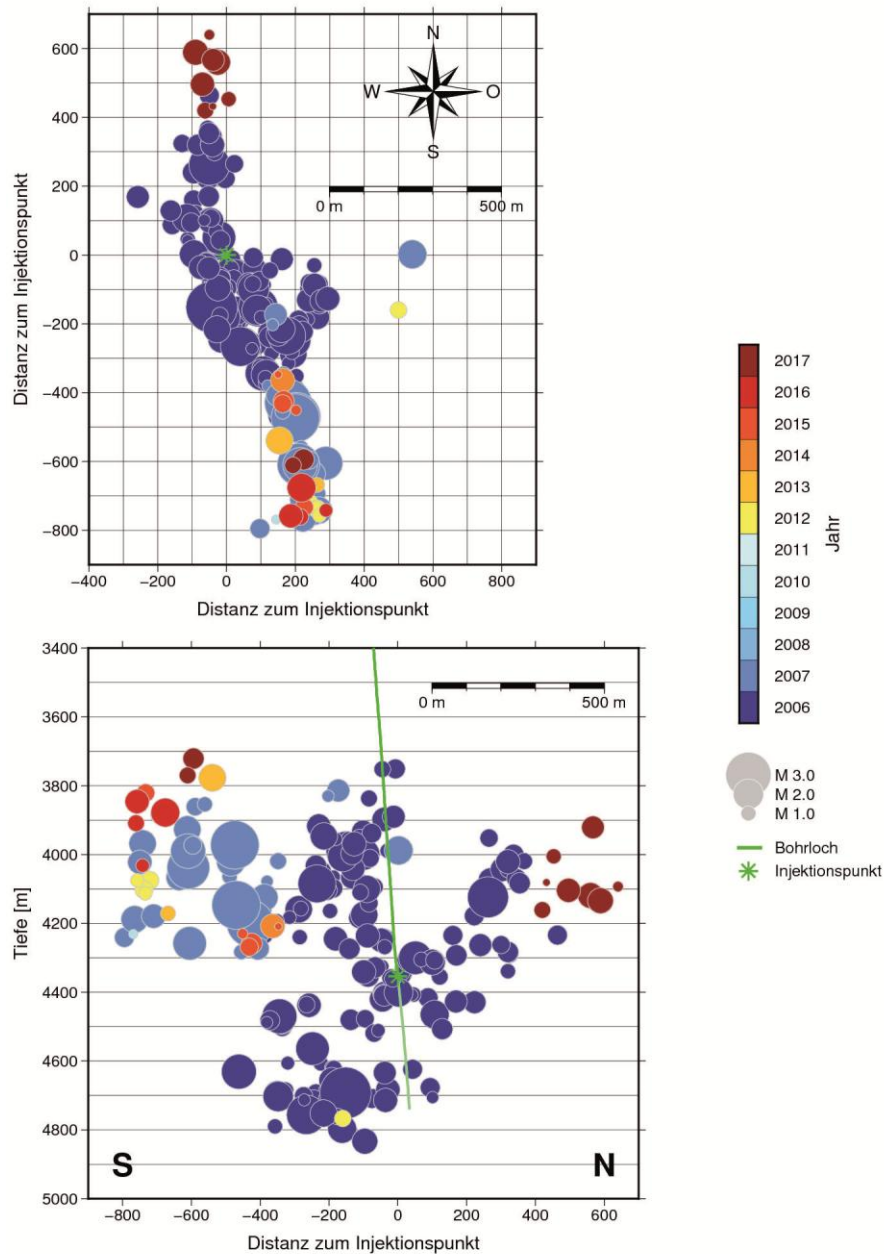 600
400
200
0
−200
−400
−600
−800
Distanz zum Injektionspunkt
−400 −200 0 200 400 600 800
Distanz zum Injektionspunkt
N
W O
S
0 m 500 m
2017
2016
2015
2014
2013
2012
2011
2010
2009
2008
2007
2006
Jahr
M 3.0
M 2.0
M 1.0
Bohrloch
Injektionspunkt
3400
3600
3800
4000
4200
4400
4600
4800
5000
Tiefe [m]
0 m 500 m
S N
−800 −600 −400 −200 0 200 400 600
Distanz zum Injektionspunkt